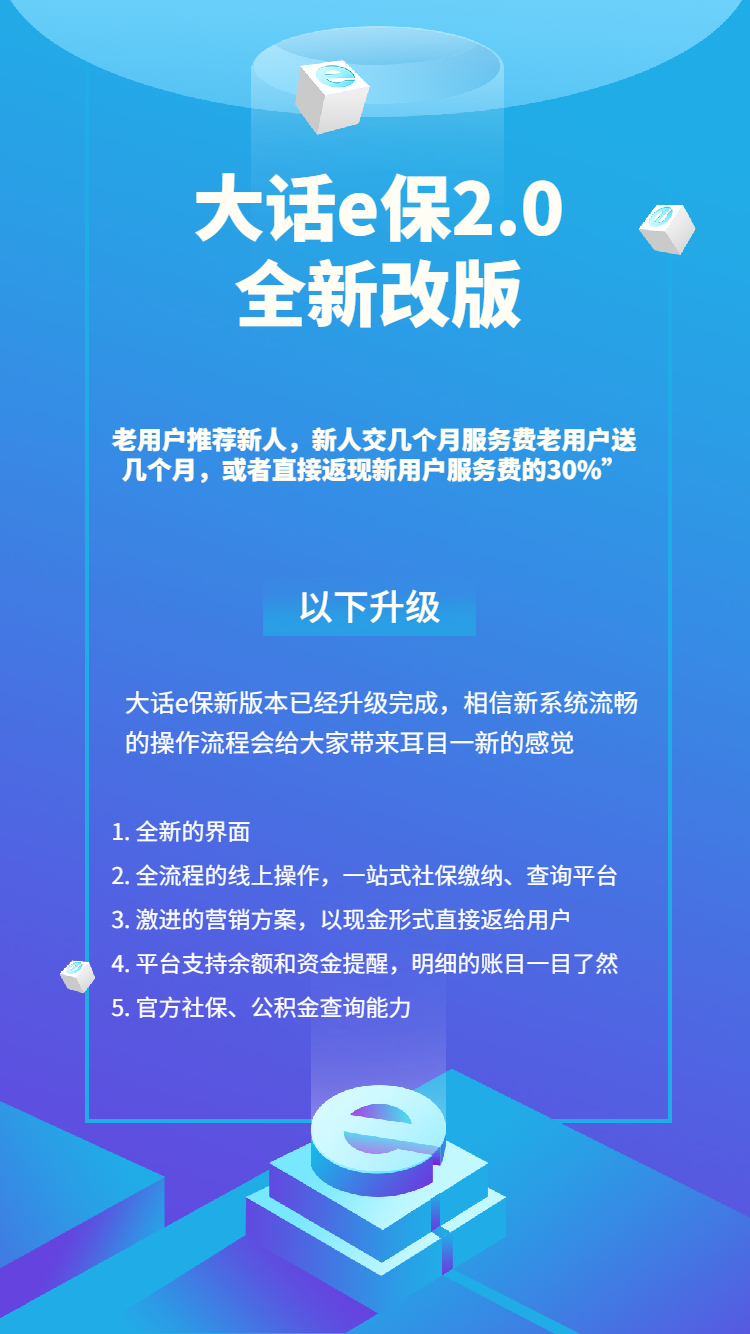 大话e保2.0
全新改版
老用户推荐新人，新人交几个月服务费老用户送
几个月，或者直接返现新用户服务费的30%”
以下升级
大话e保新版本已经升级完成，相信新系统流畅
的操作流程会给大家带来耳目一新的感觉
1. 全新的界面
2. 全流程的线上操作，一站式社保缴纳、查询平台
3. 激进的营销方案，以现金形式直接返给用户
4. 平台支持余额和资金提醒，明细的账目一目了然
5. 官方社保、公积金查询能力